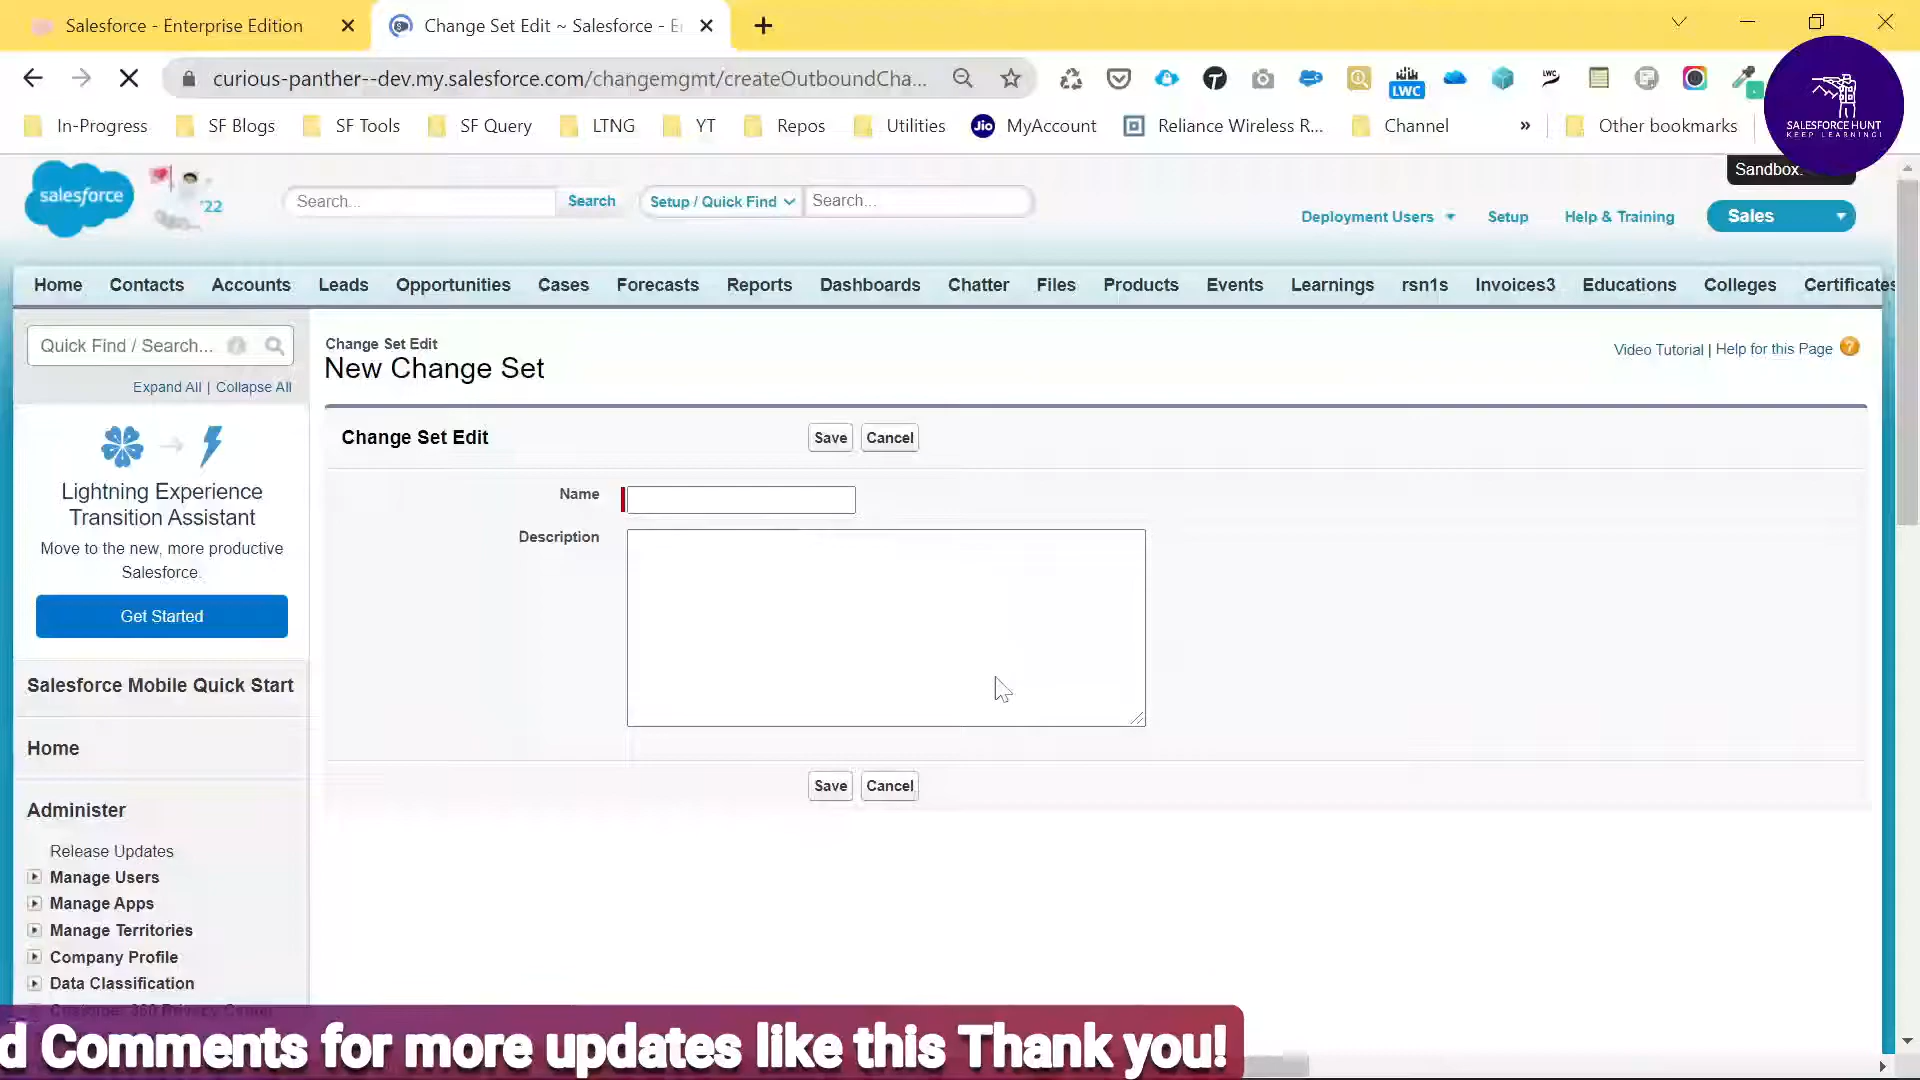 Salesforce - Enterprise Edition
Change Set Edit ~ Salesforce - E
curious-panther--dev.my.salesforce.com/changemgmt/createOutboundCha...
LWC
LWC
In-Progress
SF Blogs
SF Tools
SF Query
LTNG
YT
Repos
Utilities
Jio
MyAccount
Reliance Wireless R...
Channel
»
Other bookmarks
SALESFORCE HUNT
KEEP LEARNING!
Sandbox:
salesforce
'22
Search...
Search
Setup / Quick Find
Search...
Deployment Users
Setup
Help & Training
Sales
Home
Contacts
Accounts
Leads
Opportunities
Cases
Forecasts
Reports
Dashboards
Chatter
Files
Products
Events
Learnings
rsn1s
Invoices3
Educations
Colleges
Certificates
Quick Find / Search...
Expand All | Collapse All
Lightning Experience
Transition Assistant
Move to the new, more productive
Salesforce.
Get Started
Salesforce Mobile Quick Start
Home
Administer
Release Updates
Manage Users
Manage Apps
Manage Territories
Company Profile
Data Classification
Change Set Edit
New Change Set
Video Tutorial | Help for this Page
Change Set Edit
Save
Cancel
Name
Description
Save
Cancel
d Comments for more updates like this Thank you!